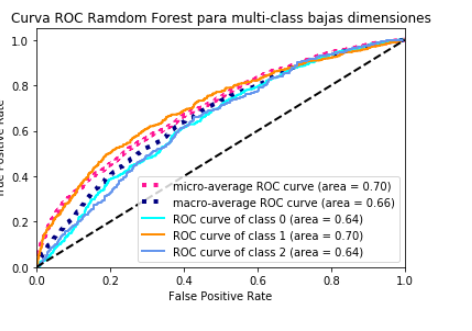 Curva ROC Ramdom Forest para multi-class bajas dimensiones
1.0
0.8
0.6
0.4
0.2
0.0
True Positive Rate
micro-average ROC curve (area = 0.70)
macro-average ROC curve (area = 0.66)
ROC curve of class 0 (area = 0.64)
ROC curve of class 1 (area = 0.70)
ROC curve of class 2 (area = 0.64)
0.0 0.2 0.4 0.6 0.8 1.0
False Positive Rate